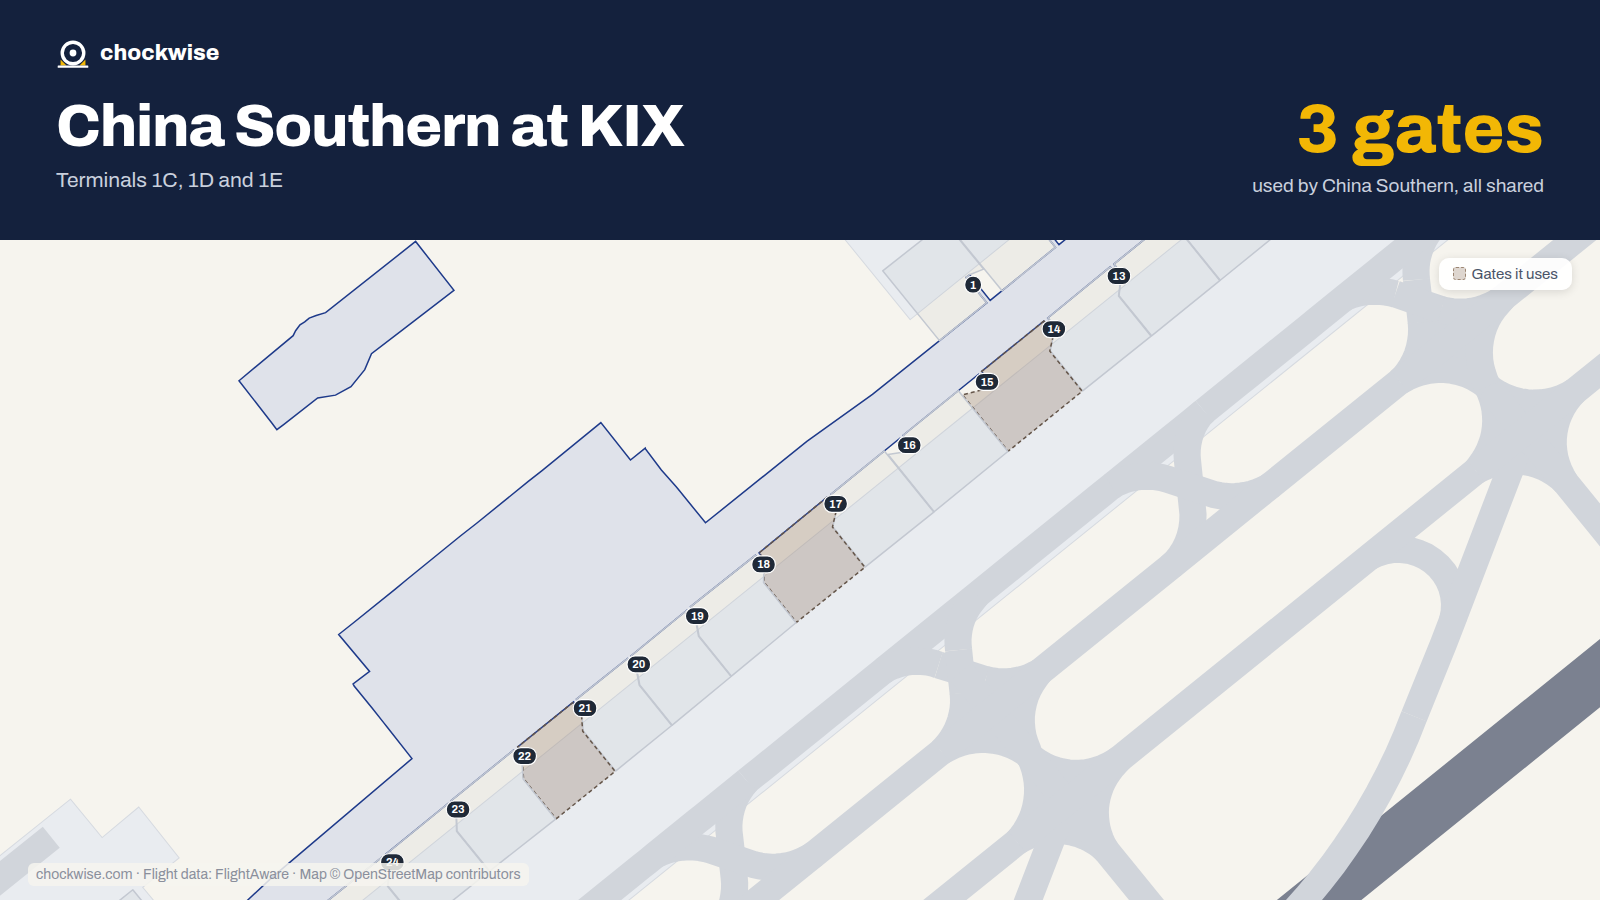 chockwise
China Southern at KIX
Terminals 1C, 1D and 1E
3 gates
used by China Southern, all shared
Gates it uses
1
13
14
15
16
17
18
19
20
21
22
23
24
chockwise.com · Flight data: FlightAware · Map © OpenStreetMap contributors